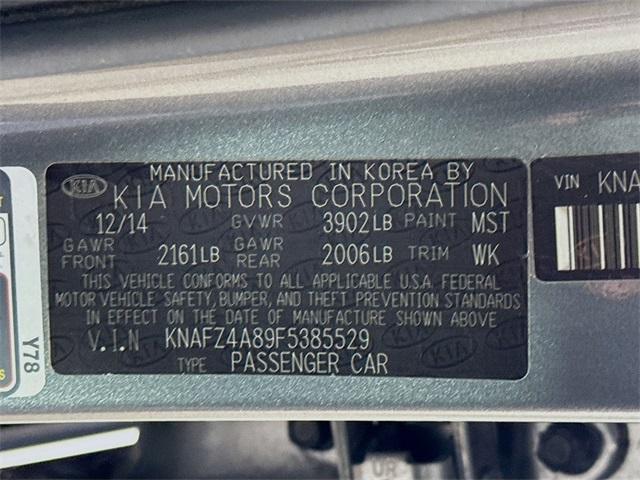 MANUFACTURED IN KOREA BY
KIA KIA MOTORS CORPORATION
12/14 GVWR 3902LB PAINT MST
GAWR FRONT 2161LB GAWR REAR 2006LB TRIM WK
THIS VEHICLE CONFORMS TO ALL APPLICABLE U.S.A. FEDERAL
MOTOR VEHICLE SAFETY, BUMPER, AND THEFT PREVENTION STANDARDS
IN EFFECT ON THE DATE OF MANUFACTURE SHOWN ABOVE
V.I.N KNAFZ4A89F5385529
TYPE PASSENGER CAR
VIN KNA
Y78
UR